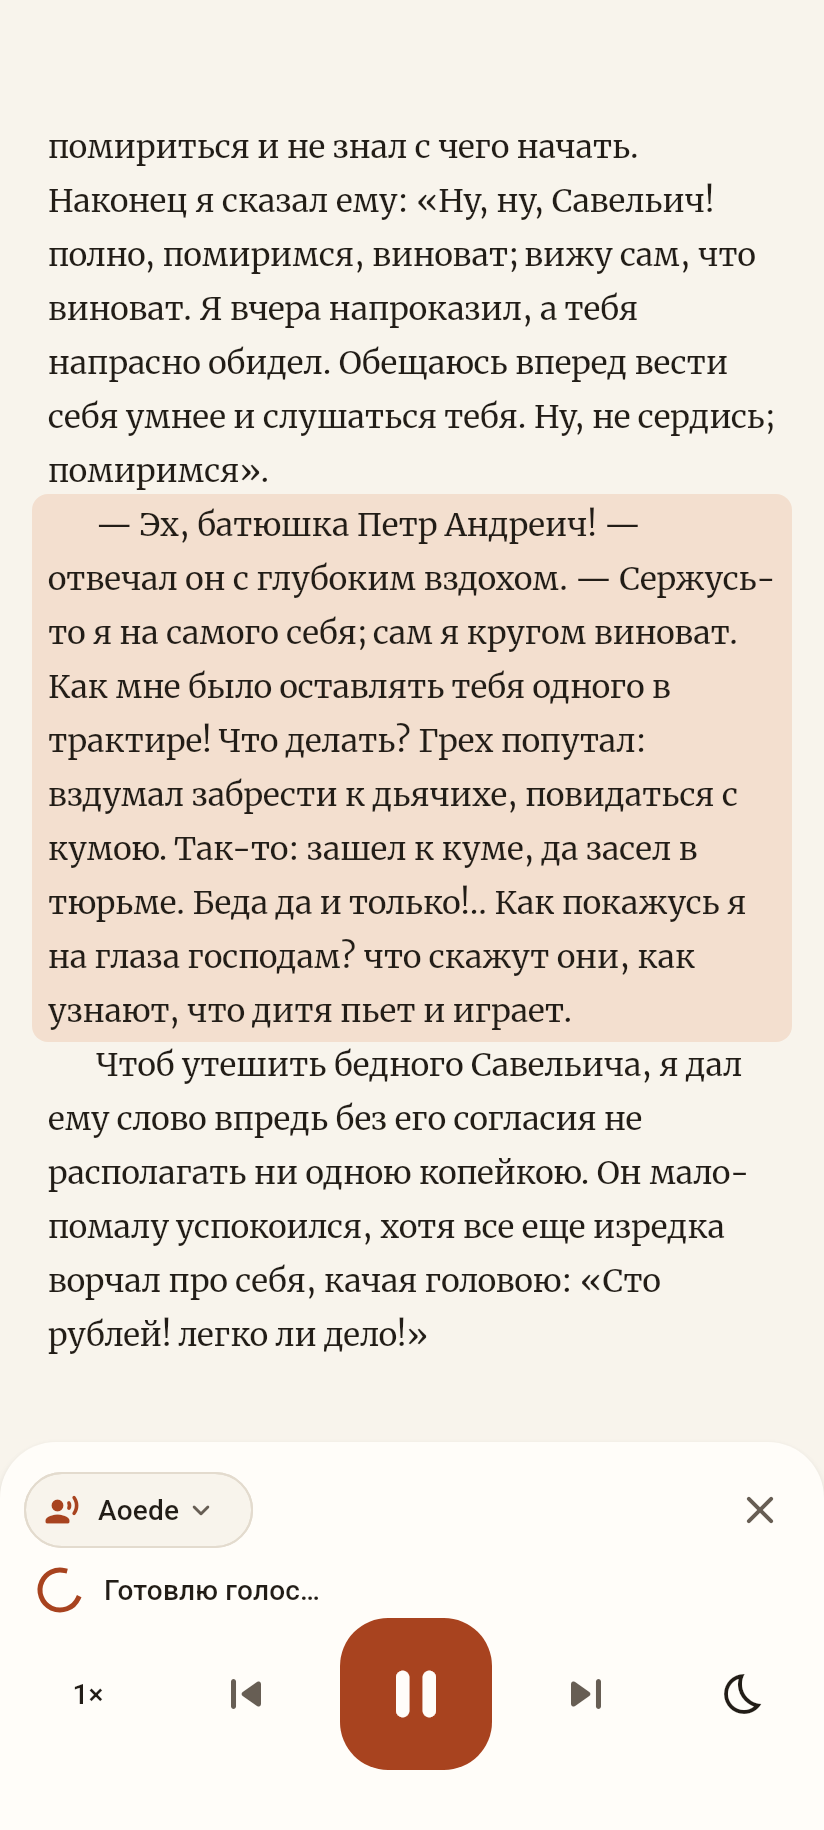 помириться и не знал с чего начать.
Наконец я сказал ему: «Ну, ну, Савельич!
полно, помиримся, виноват; вижу сам, что
виноват. Я вчера напроказил, а тебя
напрасно обидел. Обещаюсь вперед вести
себя умнее и слушаться тебя. Ну, не сердись;
помиримся».
— Эх, батюшка Петр Андреич! —
отвечал он с глубоким вздохом. — Сержусь-
то я на самого себя; сам я кругом виноват.
Как мне было оставлять тебя одного в
трактире! Что делать? Грех попутал:
вздумал забрести к дьячихе, повидаться с
кумою. Так-то: зашел к куме, да засел в
тюрьме. Беда да и только!.. Как покажусь я
на глаза господам? что скажут они, как
узнают, что дитя пьет и играет.
Чтоб утешить бедного Савельича, я дал
ему слово впредь без его согласия не
располагать ни одною копейкою. Он мало-
помалу успокоился, хотя все еще изредка
ворчал про себя, качая головою: «Сто
рублей! легко ли дело!»
Aoede
Готовлю голос…
1×